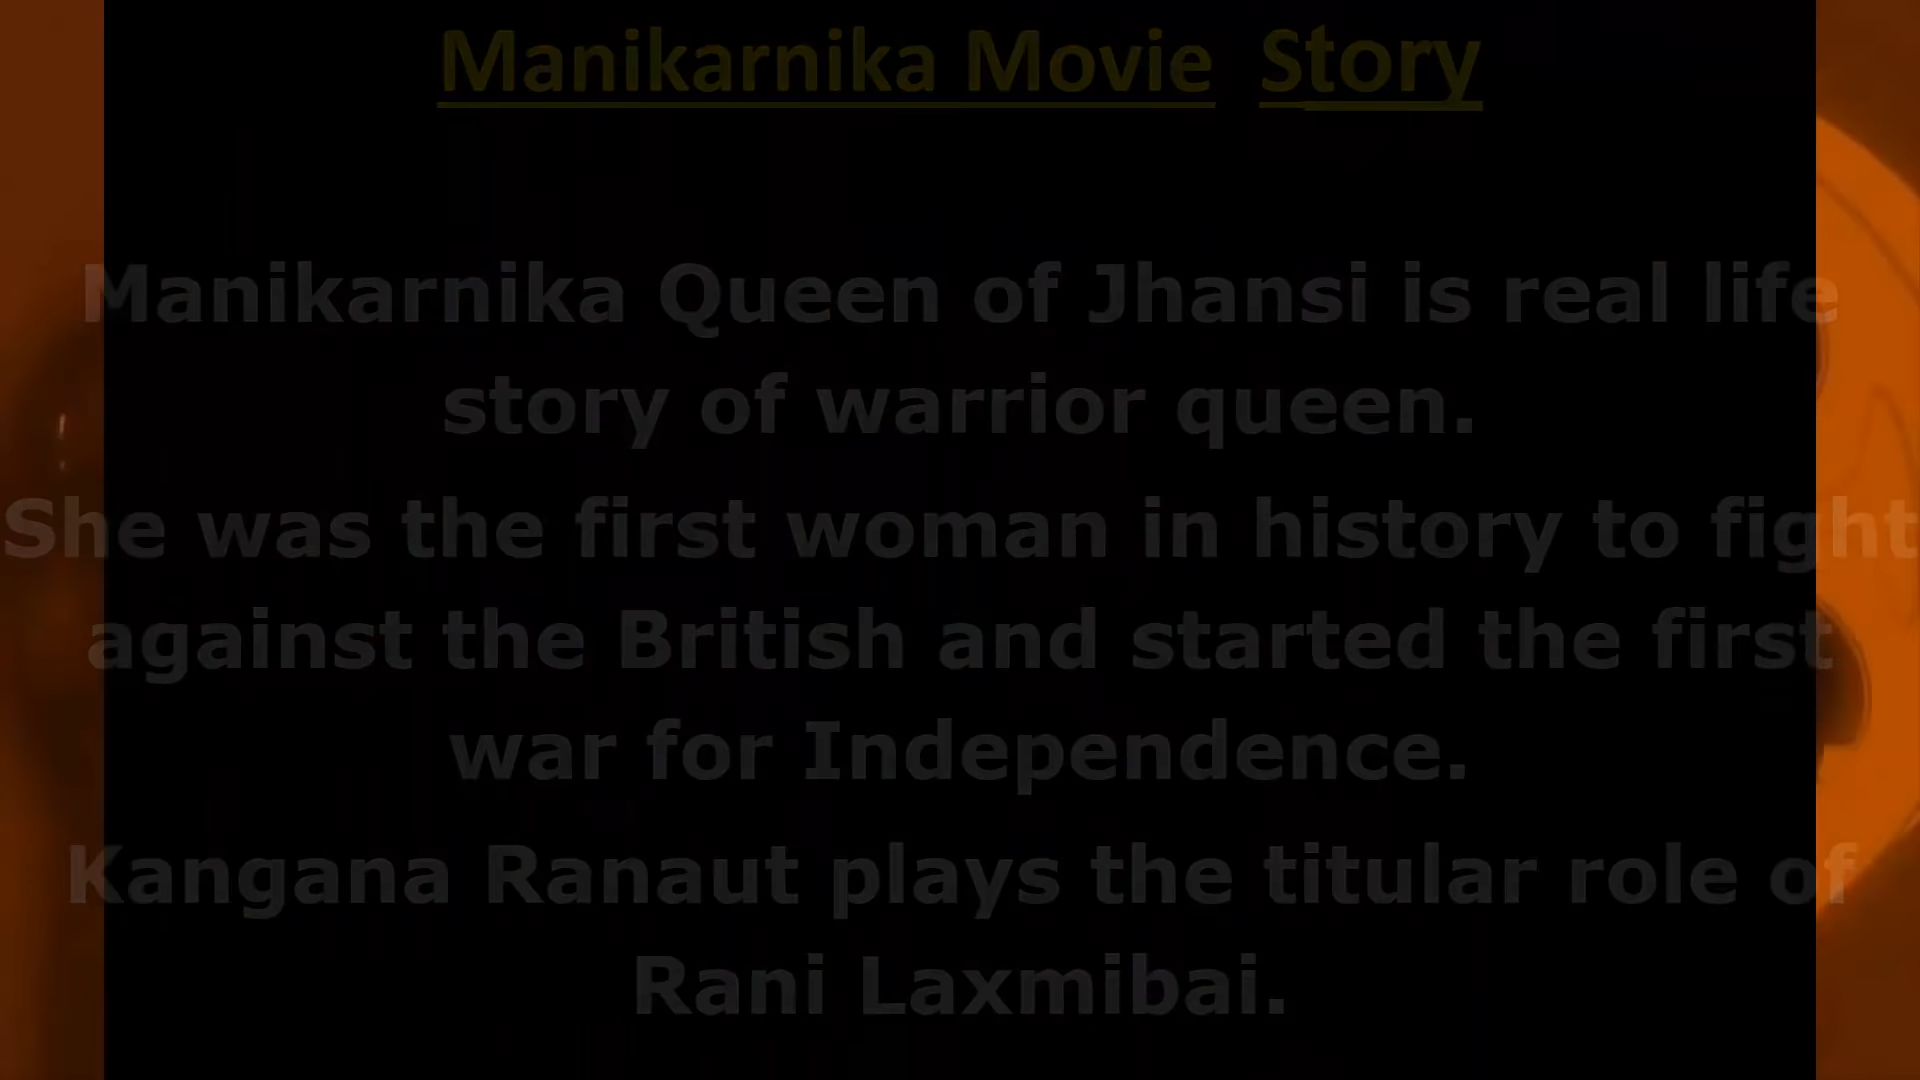 Manikarnika Movie Story
Manikarnika Queen of Jhansi is real life
story of warrior queen.
She was the first woman in history to fight
against the British and started the first
war for Independence.
Kangana Ranaut plays the titular role of
Rani Laxmibai.